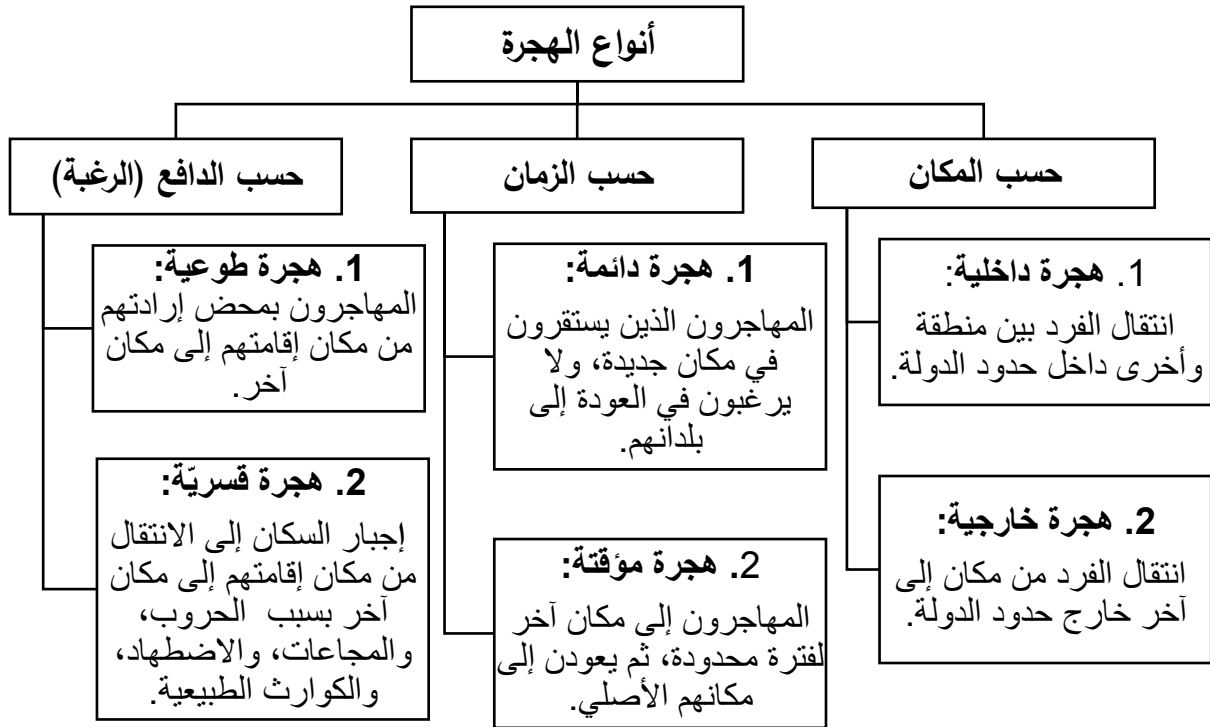 أنواع الهجرة
حسب المكان
1. هجرة داخلية:
انتقال الفرد بين منطقة
وأخرى داخل حدود الدولة.
2. هجرة خارجية:
انتقال الفرد من مكان إلى
آخر خارج حدود الدولة.
حسب الزمان
1. هجرة دائمة:
المهاجرون الذين يستقرون
في مكان جديدة، ولا
يرغبون في العودة إلى
بلدانهم.
2. هجرة مؤقتة:
المهاجرون إلى مكان آخر
لفترة محدودة، ثم يعودن إلى
مكانهم الأصلي.
حسب الدافع (الرغبة)
1. هجرة طوعية:
المهاجرون بمحض إرادتهم
من مكان إقامتهم إلى مكان
آخر.
2. هجرة قسريّة:
إجبار السكان إلى الانتقال
من مكان إقامتهم إلى مكان
آخر بسبب الحروب،
والمجاعات، والاضطهاد،
والكوارث الطبيعية.